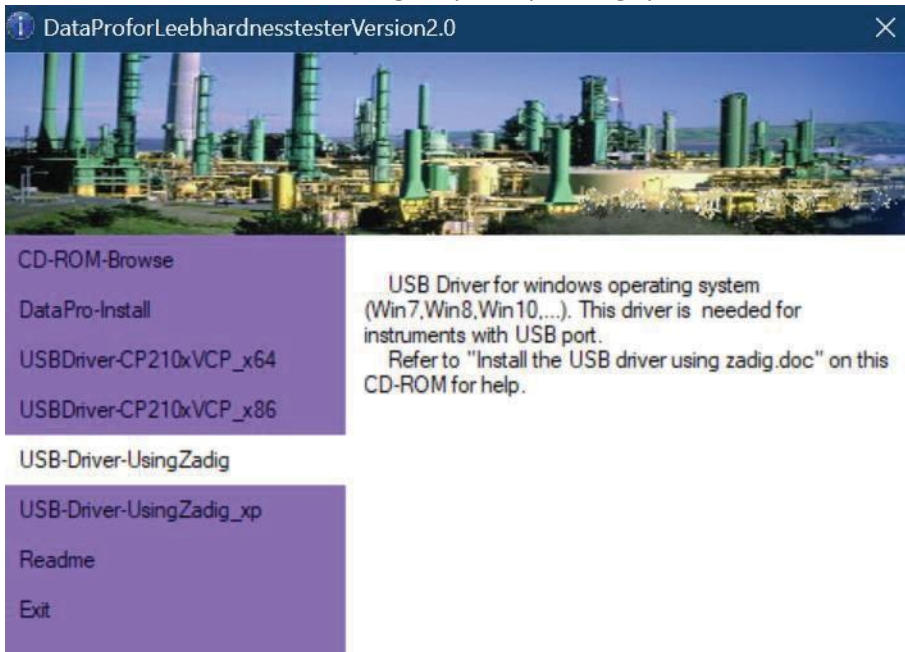 DataProforLeebhardnesstesterVersion2.0
CD-ROM-Browse
DataPro-Install
USBDriver-CP210xVCP_x64
USBDriver-CP210xVCP_x86
USB-Driver-UsingZadig
USB-Driver-UsingZadig_xp
Readme
Exit
USB Driver for windows operating system
(Win7,Win8,Win10,...). This driver is needed for
instruments with USB port.
Refer to "Install the USB driver using zadig.doc" on this
CD-ROM for help.